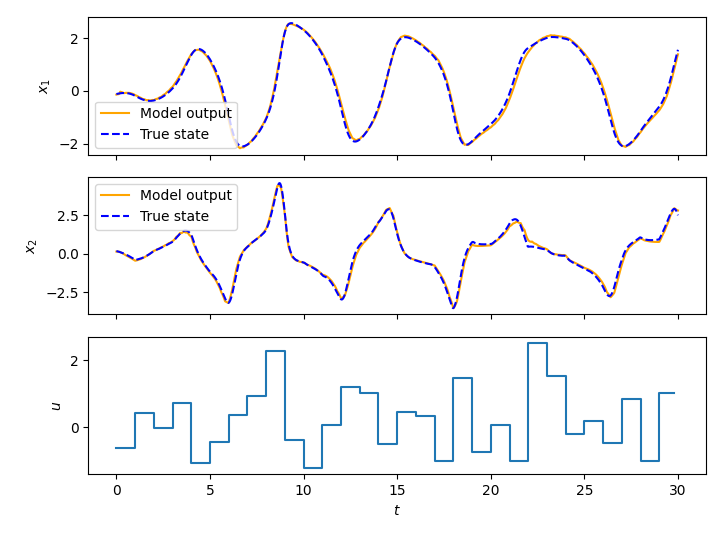 2
0
−2
x1
Model output
True state
2.5
0.0
−2.5
x2
Model output
True state
2
0
u
0 5 10 15 20 25 30
t